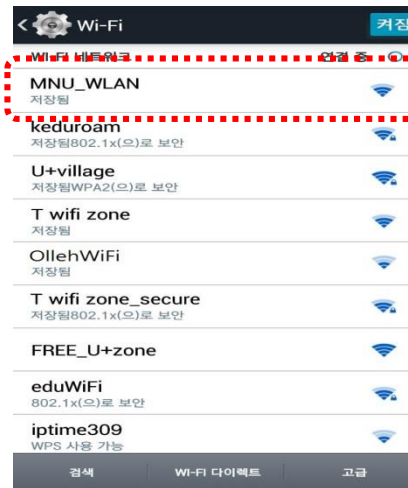 Wi-Fi
켜짐
WI-FI 네트워크
연결 중
MNU_WLAN
저장됨
keduroam
저장됨802.1x(으)로 보안
U+village
저장됨WPA2(으)로 보안
T wifi zone
저장됨
OllehWiFi
저장됨
T wifi zone_secure
저장됨802.1x(으)로 보안
FREE_U+zone
eduWiFi
802.1x(으)로 보안
iptime309
WPS 사용 가능
검색
WI-FI 다이렉트
고급